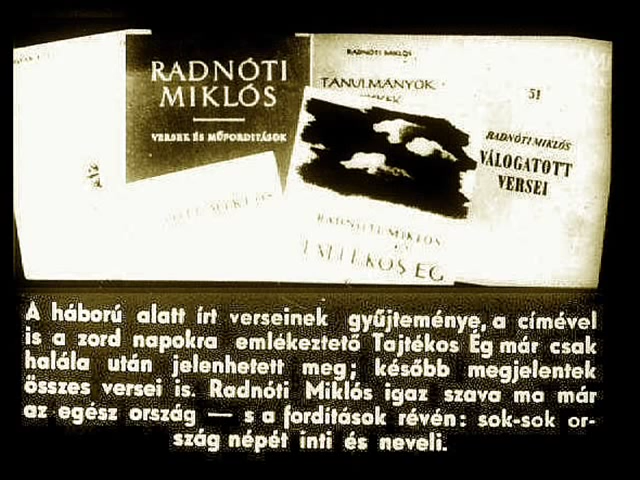 RADNÓTI
MIKLÓS
VERSEK ÉS MŰFORDITÁSOK
RADNÓTI MIKLÓS
TANULMÁNYOK
51
RADNÓTI MIKLÓS
VÁLOGATOTT
VERSEI
RADNÓTI MIKLÓS
TAJTÉKOS ÉG
A háború alatt írt verseinek gyűjteménye, a címével
is a zord napokra emlékeztető Tajtékos Ég már csak
halála után jelenhetett meg; később megjelentek
összes versei is. Radnóti Miklós igaz szava ma már
az egész ország — s a fordítások révén: sok-sok or-
szág népét inti és neveli.